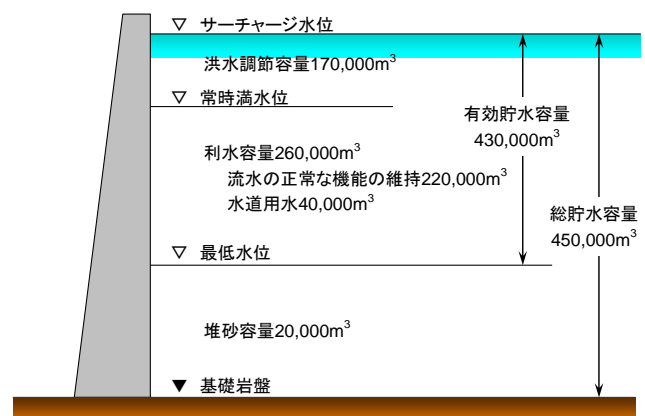 ▽ サーチャージ水位
洪水調節容量170,000m³
▽ 常時満水位
有効貯水容量
430,000m³
利水容量260,000m³
流水の正常な機能の維持220,000m³
水道用水40,000m³
総貯水容量
450,000m³
▽ 最低水位
堆砂容量20,000m³
▼ 基礎岩盤